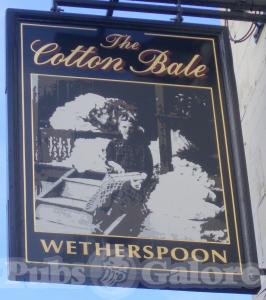 The
Cotton Bale
WETHERSPOON
Pubs Galore